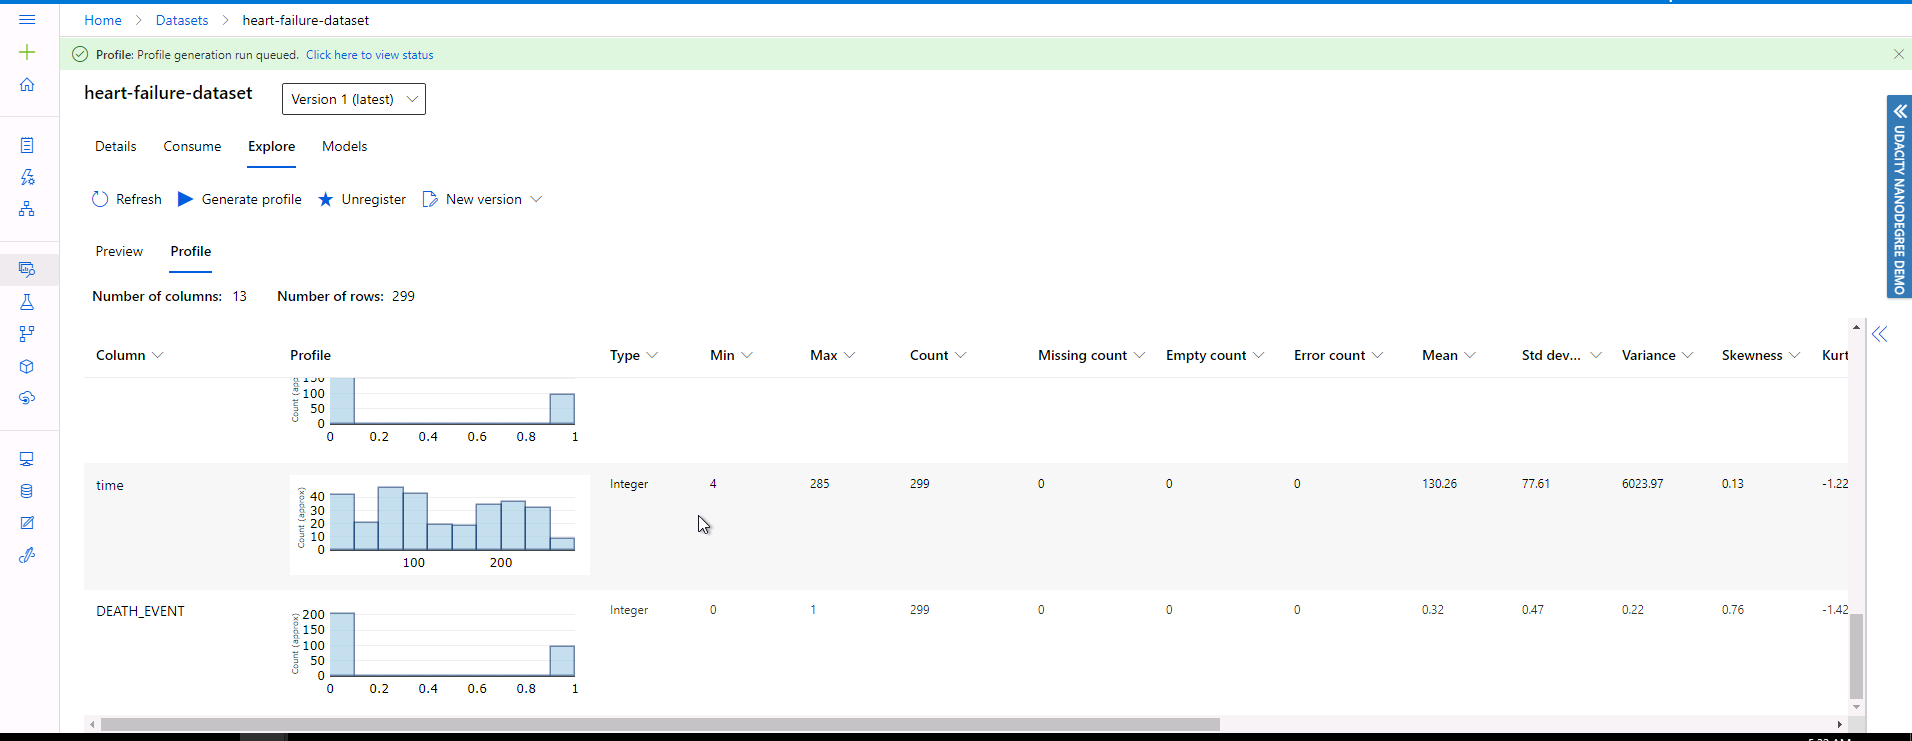 Home > Datasets > heart-failure-dataset
Profile: Profile generation run queued. Click here to view status
heart-failure-dataset Version 1 (latest)
Details Consume Explore Models
Refresh Generate profile Unregister New version
Preview Profile
Number of columns: 13 Number of rows: 299
Column Profile Type Min Max Count Missing count Empty count Error count Mean Std dev... Variance Skewness Kurt
Count (app
150
100
50
0
0 0.2 0.4 0.6 0.8 1
time Integer 4 285 299 0 0 0 130.26 77.61 6023.97 0.13 -1.22
Count (approx)
40
30
20
10
0
100 200
DEATH_EVENT Integer 0 1 299 0 0 0 0.32 0.47 0.22 0.76 -1.42
Count (approx)
200
150
100
50
0
0 0.2 0.4 0.6 0.8 1
UDACITY NANODEGREE DEMO